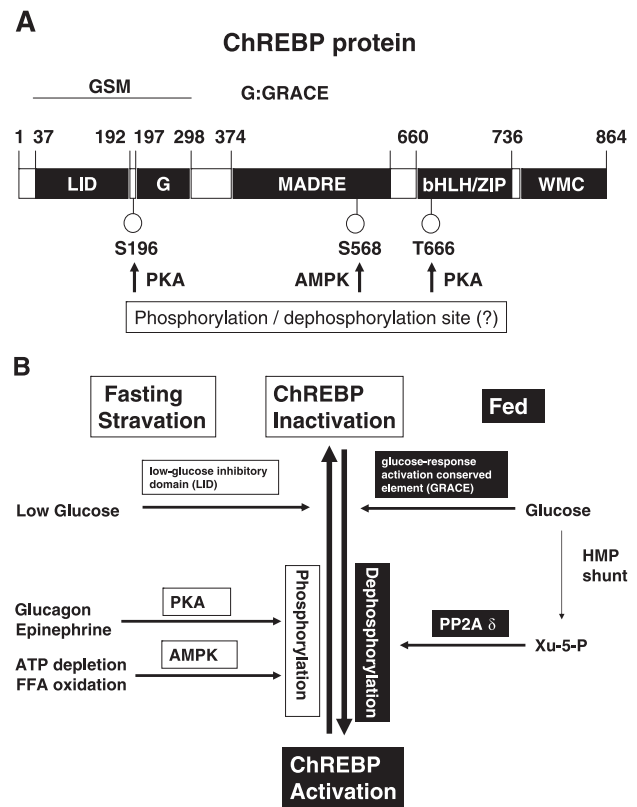 A
ChREBP protein
GSM
G:GRACE
1 37 192 197 298 374 660 736 864
LID G MADRE bHLH/ZIP WMC
S196 S568 T666
PKA AMPK PKA
Phosphorylation / dephosphorylation site (?)
B
Fasting
Stravation
ChREBP
Inactivation
Fed
low-glucose inhibitory
domain (LID)
glucose-response
activation conserved
element (GRACE)
Low Glucose
Glucose
HMP
shunt
Phosphorylation
Dephosphorylation
PKA
Glucagon
Epinephrine
PP2A δ
Xu-5-P
AMPK
ATP depletion
FFA oxidation
ChREBP
Activation